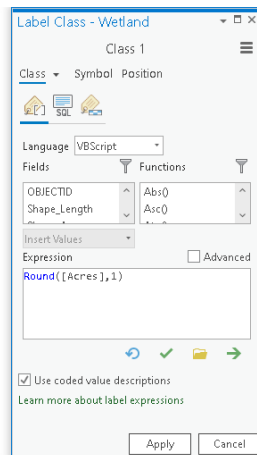 Label Class - Wetland
Class 1
Class Symbol Position
SQL
Language VBScript
Fields Functions
OBJECTID Abs()
Shape_Length Asc()
Insert Values
Expression Advanced
Round([Acres],1)
Use coded value descriptions
Learn more about label expressions
Apply Cancel